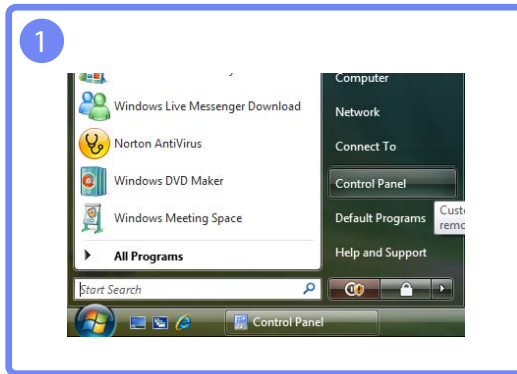 1
Computer
Windows Live Messenger Download
Network
Norton AntiVirus
Connect To
Windows DVD Maker
Control Panel
Windows Meeting Space
Default Programs
All Programs
Help and Support
Start Search
Control Panel